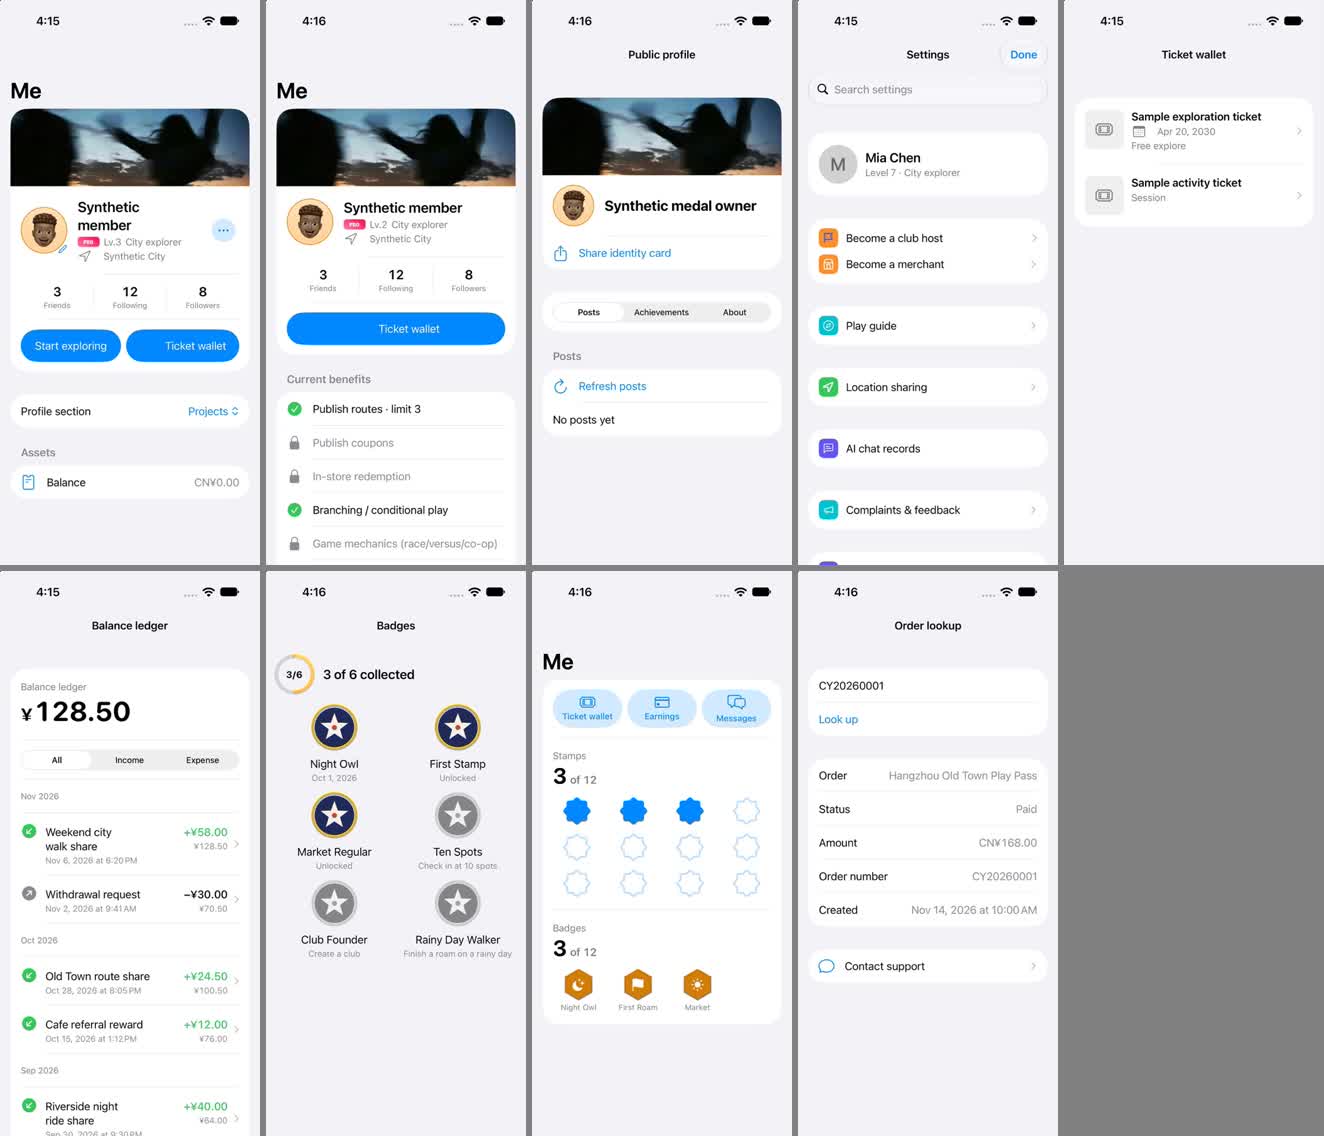 4:15
Me
Synthetic
member
PRO Lv.3 City explorer
Synthetic City
3
12
8
Friends
Following
Followers
Start exploring
Ticket wallet
Profile section
Projects
Assets
Balance
CN¥0.00
4:16
Me
Synthetic member
PRO Lv.2 City explorer
Synthetic City
3
12
8
Friends
Following
Followers
Ticket wallet
Current benefits
Publish routes · limit 3
Publish coupons
In-store redemption
Branching / conditional play
Game mechanics (race/versus/co-op)
4:16
Public profile
Synthetic medal owner
Share identity card
Posts
Achievements
About
Posts
Refresh posts
No posts yet
4:15
Settings
Done
Search settings
M
Mia Chen
Level 7 · City explorer
Become a club host
Become a merchant
Play guide
Location sharing
AI chat records
Complaints & feedback
4:15
Ticket wallet
Sample exploration ticket
Apr 20, 2030
Free explore
Sample activity ticket
Session
4:15
Balance ledger
Balance ledger
¥128.50
All
Income
Expense
Nov 2026
Weekend city
walk share
+¥58.00
¥128.50
Nov 6, 2026 at 6:20 PM
Withdrawal request
−¥30.00
Nov 2, 2026 at 9:41 AM
¥70.50
Oct 2026
Old Town route share
+¥24.50
Oct 28, 2026 at 8:05 PM
¥100.50
Cafe referral reward
+¥12.00
Oct 15, 2026 at 1:12 PM
¥76.00
Sep 2026
Riverside night
ride share
+¥40.00
¥64.00
Sep 30, 2026 at 9:30 PM
4:16
Badges
3/6
3 of 6 collected
Night Owl
Oct 1, 2026
First Stamp
Unlocked
Market Regular
Unlocked
Ten Spots
Check in at 10 spots
Club Founder
Create a club
Rainy Day Walker
Finish a roam on a rainy day
4:16
Me
Ticket wallet
Earnings
Messages
Stamps
3 of 12
Badges
3 of 12
Night Owl
First Roam
Market
4:16
Order lookup
CY20260001
Look up
Order
Hangzhou Old Town Play Pass
Status
Paid
Amount
CN¥168.00
Order number
CY20260001
Created
Nov 14, 2026 at 10:00 AM
Contact support